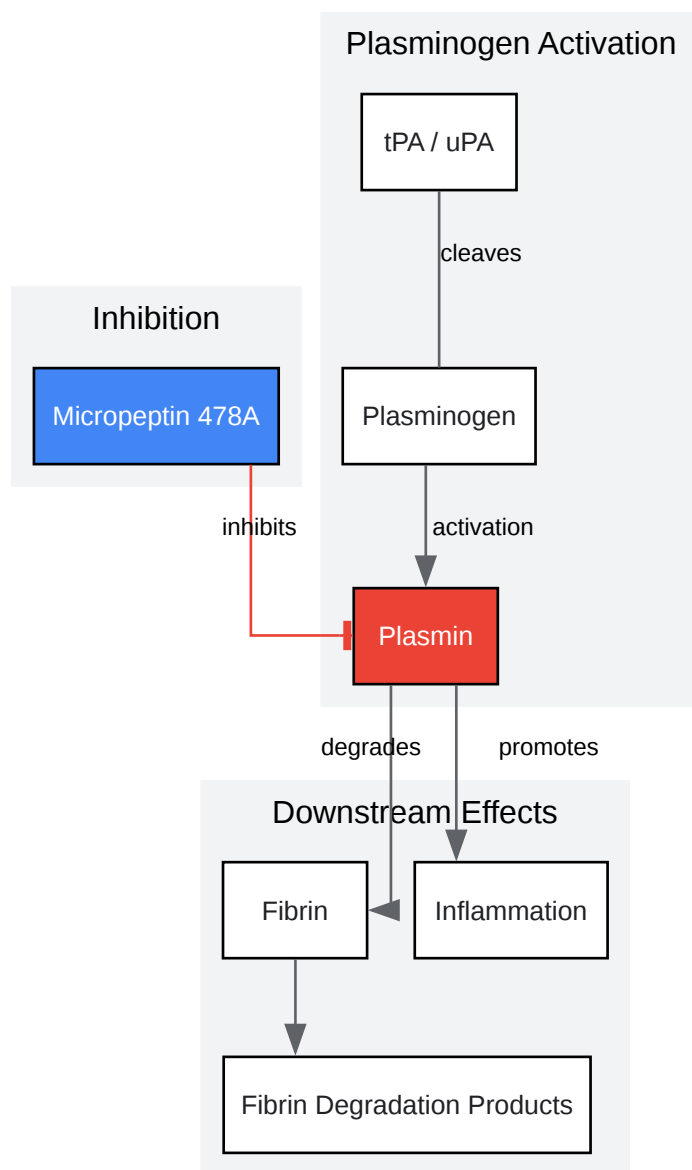 Plasminogen Activation
tPA / uPA
cleaves
Inhibition
Micropeptin 478A
Plasminogen
inhibits
activation
Plasmin
degrades
promotes
Downstream Effects
Fibrin
Inflammation
Fibrin Degradation Products